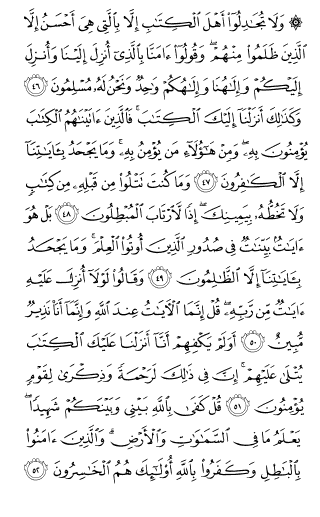 ۞ وَلَا تُجَـٰدِلُوٓا۟ أَهْلَ ٱلْكِتَـٰبِ إِلَّا بِٱلَّتِى هِىَ أَحْسَنُ إِلَّا
ٱلَّذِينَ ظَلَمُوا۟ مِنْهُمْ ۖ وَقُولُوٓا۟ ءَامَنَّا بِٱلَّذِىٓ أُنزِلَ إِلَيْنَا وَأُنزِلَ
إِلَيْكُمْ وَإِلَـٰهُنَا وَإِلَـٰهُكُمْ وَٰحِدٌ وَنَحْنُ لَهُۥ مُسْلِمُونَ ٤٦
وَكَذَٰلِكَ أَنزَلْنَآ إِلَيْكَ ٱلْكِتَـٰبَ ۚ فَٱلَّذِينَ ءَاتَيْنَـٰهُمُ ٱلْكِتَـٰبَ
يُؤْمِنُونَ بِهِۦ ۖ وَمِنْ هَـٰٓؤُلَآءِ مَن يُؤْمِنُ بِهِۦ ۚ وَمَا يَجْحَدُ بِـَٔايَـٰتِنَآ
إِلَّا ٱلْكَـٰفِرُونَ ٤٧ وَمَا كُنتَ تَتْلُوا۟ مِن قَبْلِهِۦ مِن كِتَـٰبٍ
وَلَا تَخُطُّهُۥ بِيَمِينِكَ ۖ إِذًا لَّٱرْتَابَ ٱلْمُبْطِلُونَ ٤٨ بَلْ هُوَ
ءَايَـٰتٌۢ بَيِّنَـٰتٌ فِى صُدُورِ ٱلَّذِينَ أُوتُوا۟ ٱلْعِلْمَ ۚ وَمَا يَجْحَدُ
بِـَٔايَـٰتِنَآ إِلَّا ٱلظَّـٰلِمُونَ ٤٩ وَقَالُوا۟ لَوْلَآ أُنزِلَ عَلَيْهِ
ءَايَـٰتٌ مِّن رَّبِّهِۦ ۖ قُلْ إِنَّمَا ٱلْـَٔايَـٰتُ عِندَ ٱللَّهِ وَإِنَّمَآ أَنَا۠ نَذِيرٌ
مُّبِينٌ ٥٠ أَوَلَمْ يَكْفِهِمْ أَنَّآ أَنزَلْنَا عَلَيْكَ ٱلْكِتَـٰبَ
يُتْلَىٰ عَلَيْهِمْ ۚ إِنَّ فِى ذَٰلِكَ لَرَحْمَةً وَذِكْرَىٰ لِقَوْمٍ
يُؤْمِنُونَ ٥١ قُلْ كَفَىٰ بِٱللَّهِ بَيْنِى وَبَيْنَكُمْ شَهِيدًا ۖ
يَعْلَمُ مَا فِى ٱلسَّمَـٰوَٰتِ وَٱلْأَرْضِ ۗ وَٱلَّذِينَ ءَامَنُوا۟
بِٱلْبَـٰطِلِ وَكَفَرُوا۟ بِٱللَّهِ أُو۟لَـٰٓئِكَ هُمُ ٱلْخَـٰسِرُونَ ٥٢